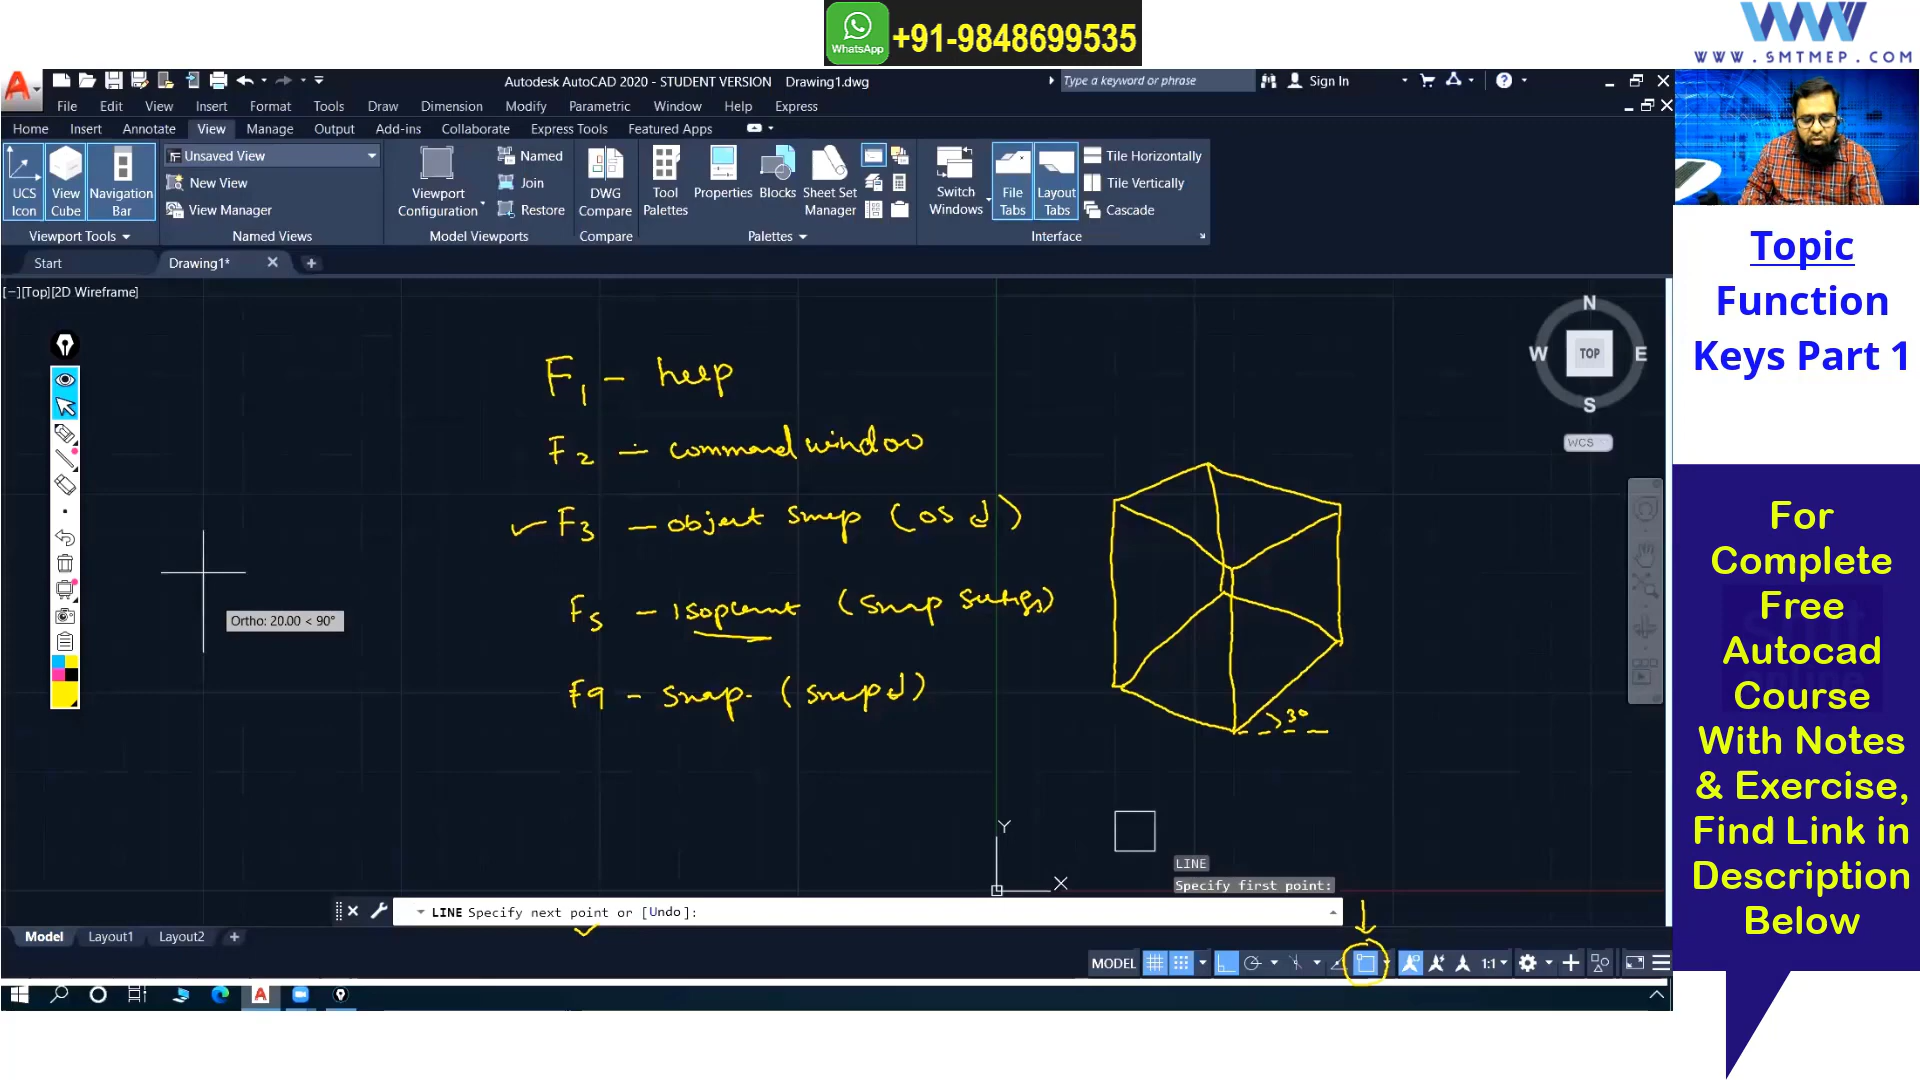 WhatsApp
+91-9848699535
WWW.SMTMEP.COM
Autodesk AutoCAD 2020 - STUDENT VERSION Drawing1.dwg
Type a keyword or phrase
Sign In
File Edit View Insert Format Tools Draw Dimension Modify Parametric Window Help Express
Home Insert Annotate View Manage Output Add-ins Collaborate Express Tools Featured Apps
UCS Icon
View Cube
Navigation Bar
Viewport Tools
Unsaved View
New View
View Manager
Named Views
Viewport Configuration
Named
Join
Restore
Model Viewports
DWG Compare
Compare
Tool Palettes
Properties
Blocks
Sheet Set Manager
Palettes
Switch Windows
File Tabs
Layout Tabs
Tile Horizontally
Tile Vertically
Cascade
Interface
Start
Drawing1*
[−][Top][2D Wireframe]
N
W TOP E
S
WCS
F1 - help
F2 - command window
F3 - object snap (os
F5 - Isoplant (snap
F9 - snap. (snap
30
Ortho: 20.00 < 90°
Y
X
LINE
Specify first point:
LINE Specify next point or [Undo]:
Model Layout1 Layout2
MODEL
1:1
Topic
Function
Keys Part 1
For
Complete
Free
Autocad
Course
With Notes
& Exercise,
Find Link in
Description
Below